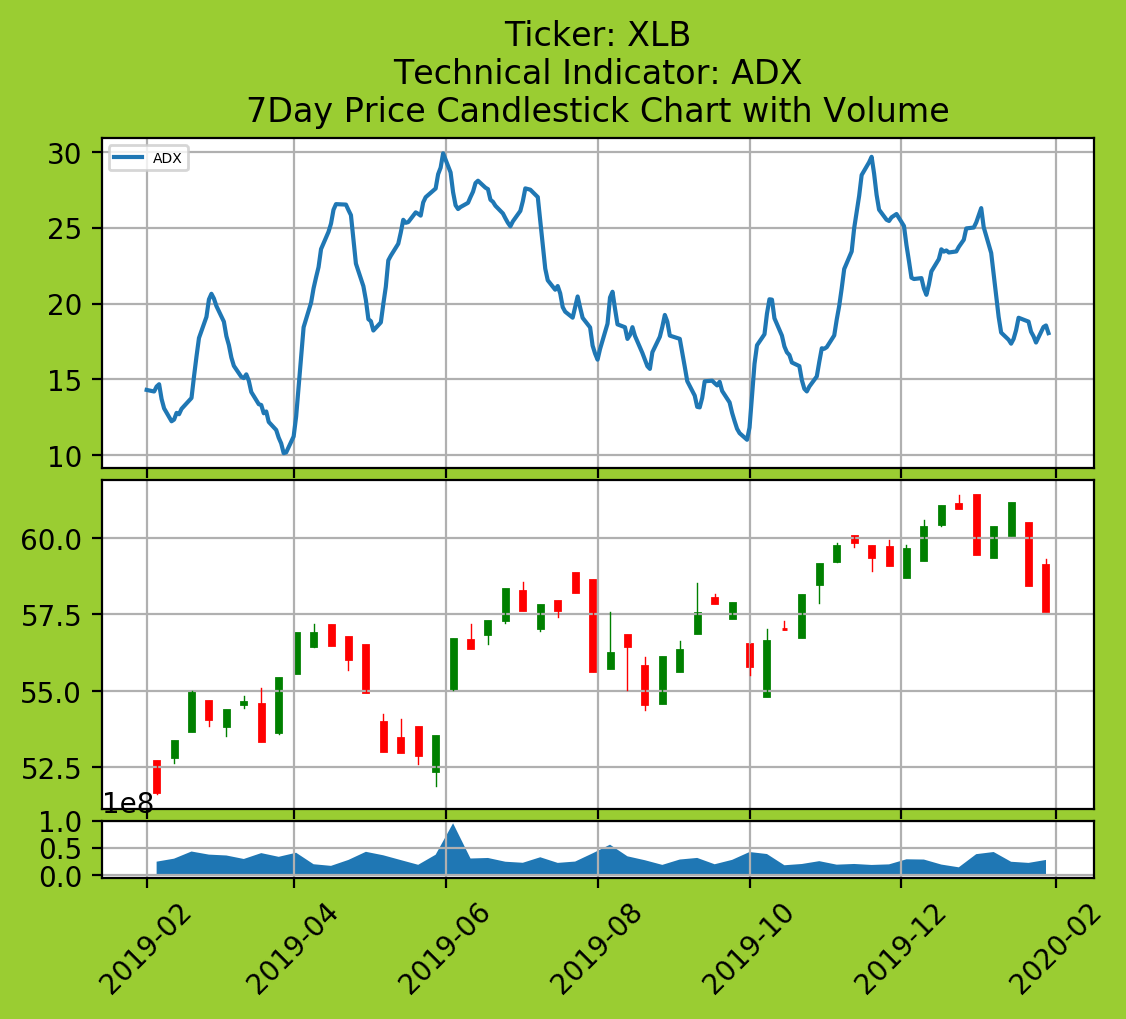 Ticker: XLB
Technical Indicator: ADX
7Day Price Candlestick Chart with Volume
30
ADX
25
20
15
10
60.0
57.5
55.0
52.5
1e8
1.0
0.5
0.0
2019-02 2019-04 2019-06 2019-08 2019-10 2019-12 2020-02